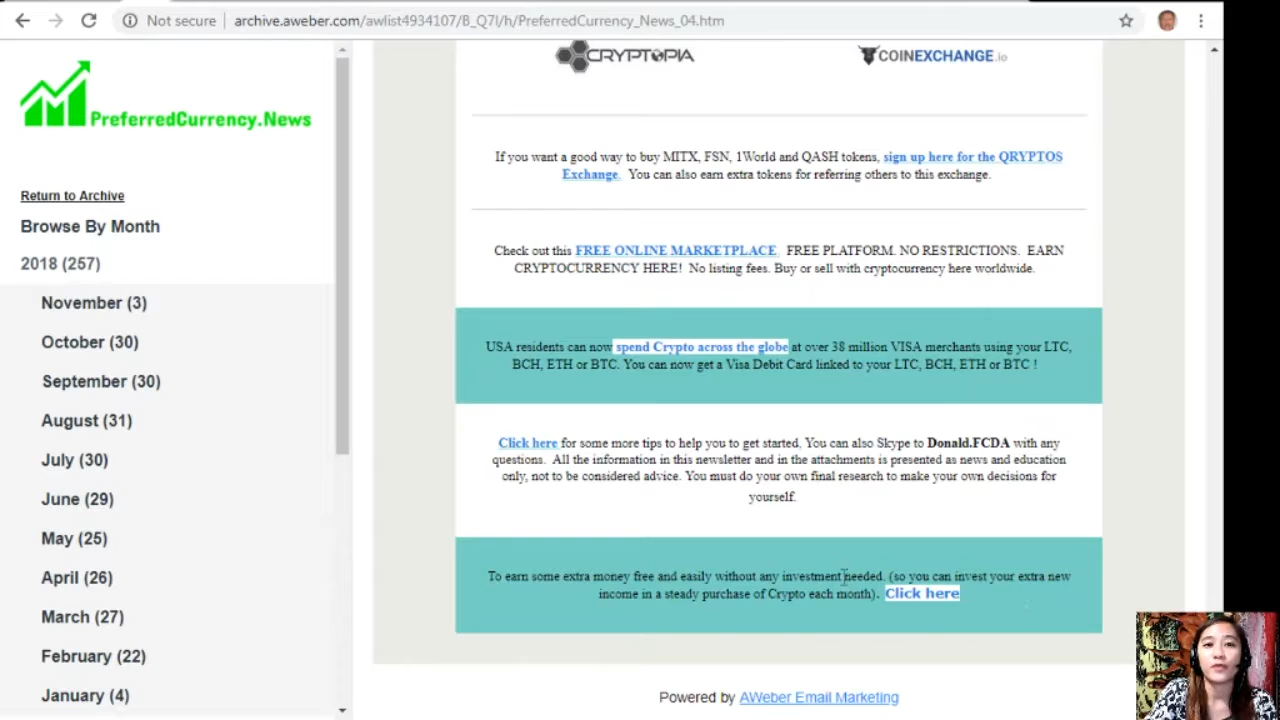 Not secure
archive.aweber.com/awlist4934107/B_Q7I/h/PreferredCurrency_News_04.htm
PreferredCurrency.News
Return to Archive
Browse By Month
2018 (257)
November (3)
October (30)
September (30)
August (31)
July (30)
June (29)
May (25)
April (26)
March (27)
February (22)
January (4)
CRYPTOPIA
COINEXCHANGE.io
If you want a good way to buy MITX, FSN, 1World and QASH tokens, sign up here for the QRYPTOS
Exchange. You can also earn extra tokens for referring others to this exchange.
Check out this FREE ONLINE MARKETPLACE. FREE PLATFORM. NO RESTRICTIONS. EARN
CRYPTOCURRENCY HERE! No listing fees. Buy or sell with cryptocurrency here worldwide.
USA residents can now spend Crypto across the globe at over 38 million VISA merchants using your LTC,
BCH, ETH or BTC. You can now get a Visa Debit Card linked to your LTC, BCH, ETH or BTC !
Click here for some more tips to help you to get started. You can also Skype to Donald.FCDA with any
questions. All the information in this newsletter and in the attachments is presented as news and education
only, not to be considered advice. You must do your own final research to make your own decisions for
yourself.
To earn some extra money free and easily without any investment needed. (so you can invest your extra new
income in a steady purchase of Crypto each month). Click here
Powered by AWeber Email Marketing